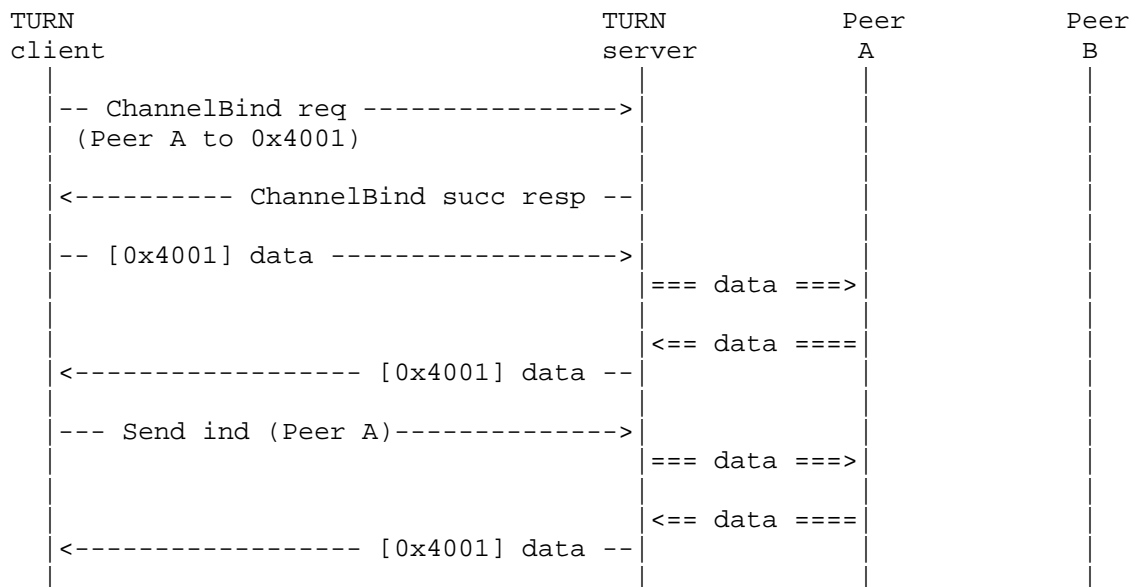 TURN                                 TURN           Peer          Peer
client                               server          A             B
  |                                    |             |             |
  |-- ChannelBind req ---------------->|             |             |
  | (Peer A to 0x4001)                 |             |             |
  |                                    |             |             |
  |<---------- ChannelBind succ resp --|             |             |
  |                                    |             |             |
  |-- [0x4001] data ------------------>|             |             |
  |                                    |=== data ===>|             |
  |                                    |             |             |
  |                                    |<== data ====|             |
  |<------------------ [0x4001] data --|             |             |
  |                                    |             |             |
  |--- Send ind (Peer A)-------------->|             |             |
  |                                    |=== data ===>|             |
  |                                    |             |             |
  |                                    |<== data ====|             |
  |<------------------ [0x4001] data --|             |             |
  |                                    |             |             |